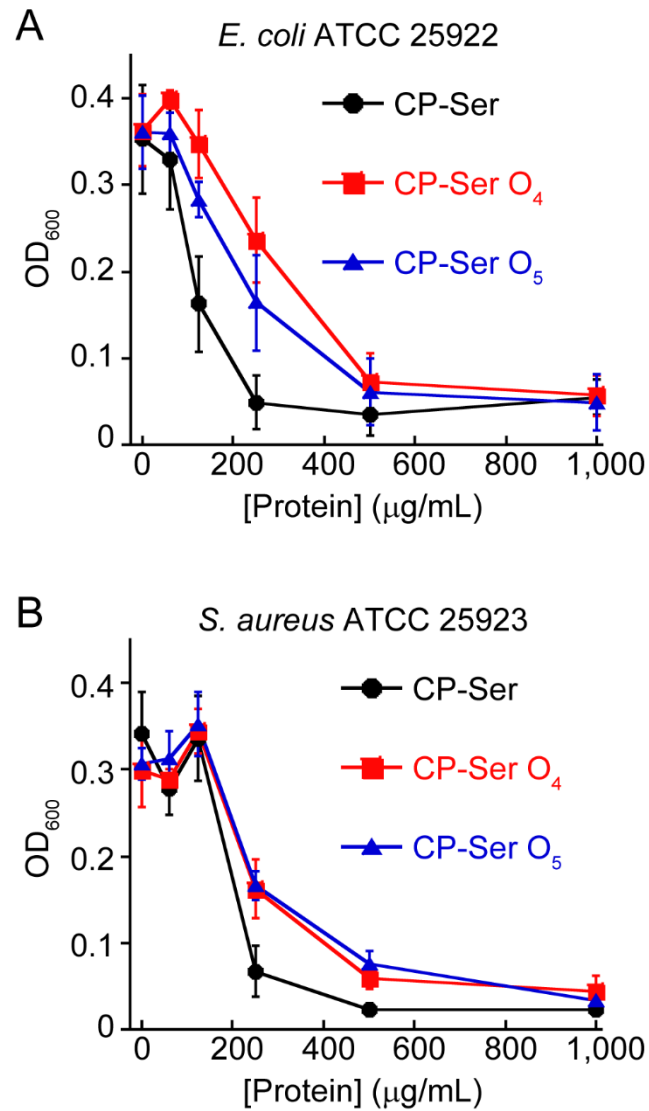 A
E. coli ATCC 25922
0.4
0.3
0.2
0.1
0
OD₆₀₀
CP-Ser
CP-Ser O₄
CP-Ser O₅
0 200 400 600 800 1,000
[Protein] (μg/mL)
B
S. aureus ATCC 25923
0.4
0.3
0.2
0.1
0
OD₆₀₀
CP-Ser
CP-Ser O₄
CP-Ser O₅
0 200 400 600 800 1,000
[Protein] (μg/mL)